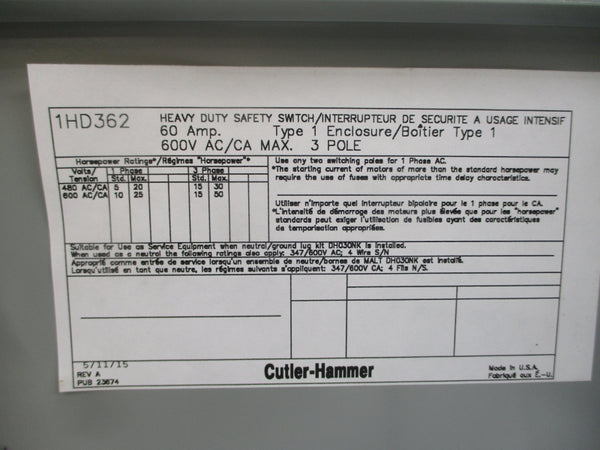 1HD362
HEAVY DUTY SAFETY SWITCH/INTERRUPTEUR DE SECURITE A USAGE INTENSIF
60 Amp. Type 1 Enclosure/Boîtier Type 1
600V AC/CA MAX. 3 POLE
Horsepower Ratings*/Régimes "Horsepower"*
Volts/ 1 Phase 3 Phase
Tension Std. Max. Std. Max.
480 AC/CA 5 20 15 30
600 AC/CA 10 25 15 50
Use any two switching poles for 1 Phase AC.
*The starting current of motors of more than the standard horsepower may
require the use of fuses with appropriate time delay characteristics.
Utiliser n'importe quel interrupteur bipolaire pour le 1 phase pour le CA.
*L'intensité de démarrage des moteurs plus élevée que pour les "horsepower"
standards peut exiger l'utilisation de fusibles ayant des caractéristiques
de temporisation appropriées.
Suitable for Use as Service Equipment when neutral/ground lug kit DH030NK is installed.
When used as a neutral the following ratings also apply: 347/600V AC; 4 Wire S/N
Approprié comme entrée de service lorsqu'un ensemble de neutre/bornes de MALT DH030NK est installé.
Lorsqu'utilisé en tant que neutre, les régimes suivants s'appliquent: 347/600V CA; 4 Fils N/S.
5/11/15
REV A
PUB 23674
Cutler-Hammer
Made in U.S.A.
Fabriqué aux É.-U.